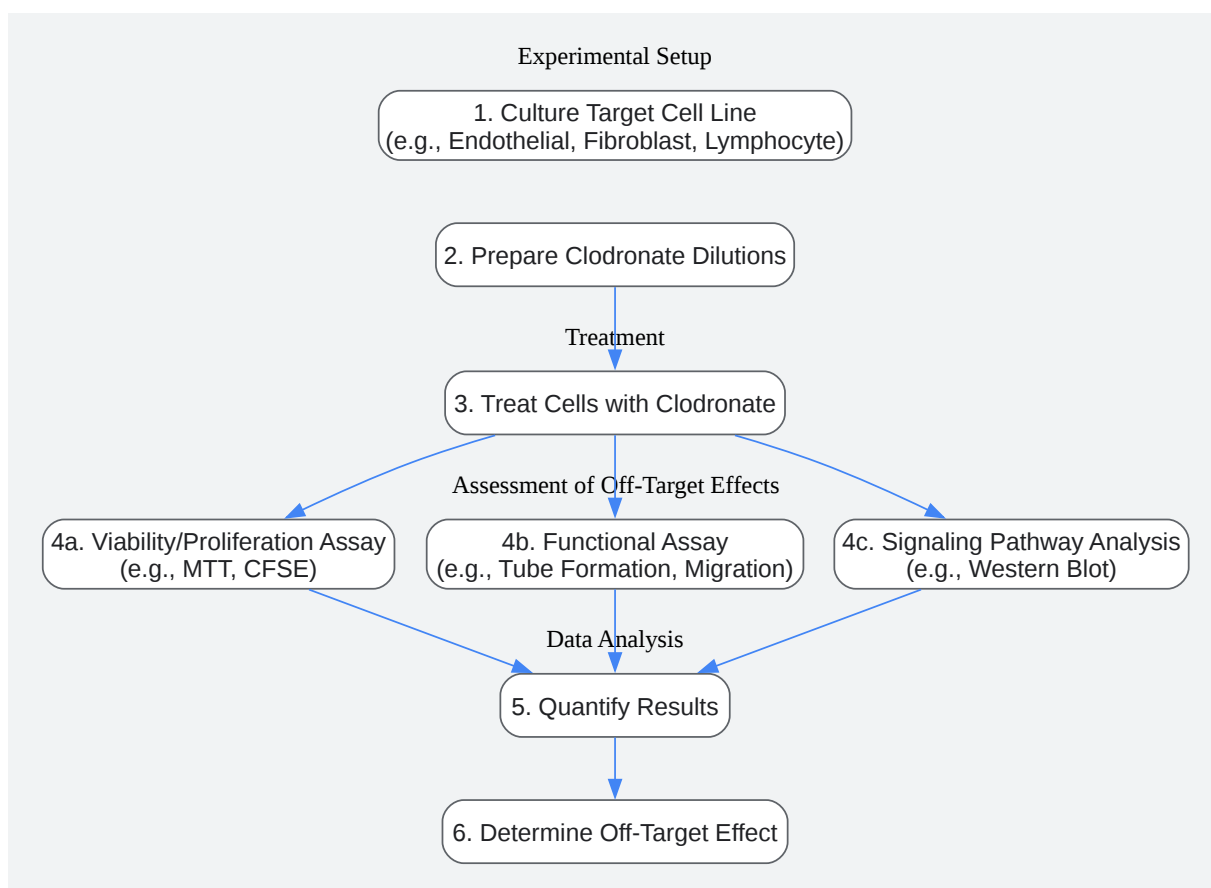 Experimental Setup
1. Culture Target Cell Line
(e.g., Endothelial, Fibroblast, Lymphocyte)
2. Prepare Clodronate Dilutions
Treatment
3. Treat Cells with Clodronate
Assessment of Off-Target Effects
4a. Viability/Proliferation Assay
(e.g., MTT, CFSE)
4b. Functional Assay
(e.g., Tube Formation, Migration)
4c. Signaling Pathway Analysis
(e.g., Western Blot)
Data Analysis
5. Quantify Results
6. Determine Off-Target Effect